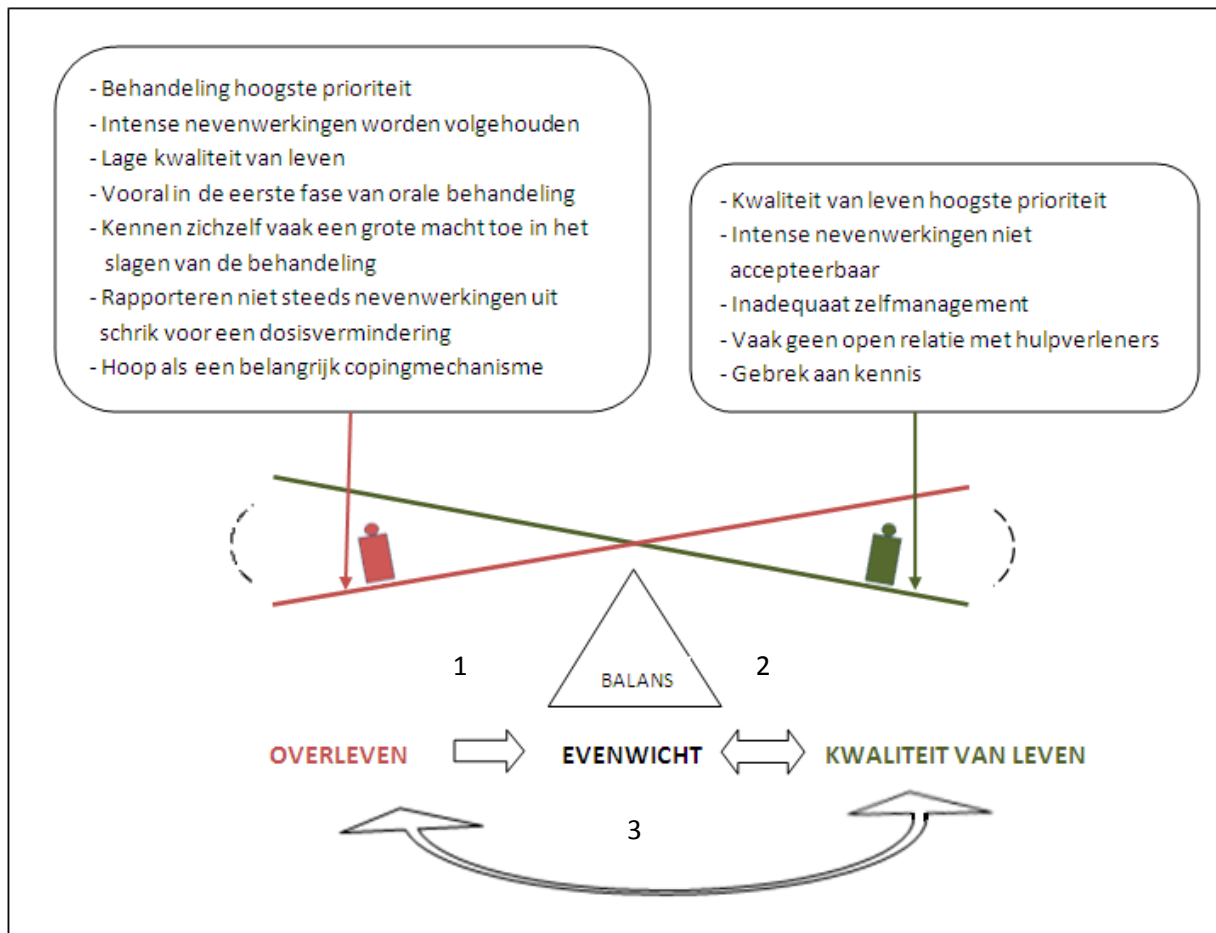 - Behandeling hoogste prioriteit
- Intense nevenwerkingen worden volgehouden
- Lage kwaliteit van leven
- Vooral in de eerste fase van orale behandeling
- Kennen zichzelf vaak een grote macht toe in het
slagen van de behandeling
- Rapporteren niet steeds nevenwerkingen uit
schrik voor een dosisvermindering
- Hoop als een belangrijk copingmechanisme
- Kwaliteit van leven hoogste prioriteit
- Intense nevenwerkingen niet
accepteerbaar
- Inadequaat zelfmanagement
- Vaak geen open relatie met hulpverleners
- Gebrek aan kennis
1
2
BALANS
OVERLEVEN
EVENWICHT
KWALITEIT VAN LEVEN
3